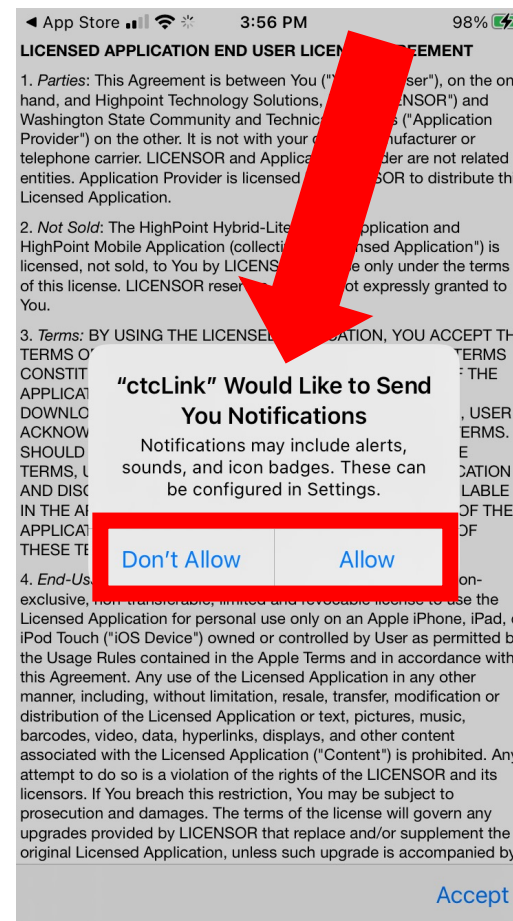 App Store 3:56 PM 98%
LICENSED APPLICATION END USER LICEN EEMENT
1. Parties: This Agreement is between You (" ser"), on the on
hand, and Highpoint Technology Solutions, ENSOR") and
Washington State Community and Technic ("Application
Provider") on the other. It is not with your nufacturer or
telephone carrier. LICENSOR and Applica der are not related
entities. Application Provider is licensed SOR to distribute th
Licensed Application.
2. Not Sold: The HighPoint Hybrid-Lite plication and
HighPoint Mobile Application (collecti nsed Application") is
licensed, not sold, to You by LICENS e only under the terms
of this license. LICENSOR reser ot expressly granted to
You.
3. Terms: BY USING THE LICENSED ATION, YOU ACCEPT TH
TERMS O TERMS
CONSTIT F THE
APPLICAT
DOWNLO , USER
ACKNOW ERMS.
SHOULD E
TERMS, U CATION
AND DISC LABLE
IN THE AP OF THE
APPLICAT OF
THESE TE
"ctcLink" Would Like to Send
You Notifications
Notifications may include alerts,
sounds, and icon badges. These can
be configured in Settings.
Don't Allow Allow
4. End-Us on-
exclusive, non-transferable, limited and revocable license to use the
Licensed Application for personal use only on an Apple iPhone, iPad,
iPod Touch ("iOS Device") owned or controlled by User as permitted b
the Usage Rules contained in the Apple Terms and in accordance with
this Agreement. Any use of the Licensed Application in any other
manner, including, without limitation, resale, transfer, modification or
distribution of the Licensed Application or text, pictures, music,
barcodes, video, data, hyperlinks, displays, and other content
associated with the Licensed Application ("Content") is prohibited. Any
attempt to do so is a violation of the rights of the LICENSOR and its
licensors. If You breach this restriction, You may be subject to
prosecution and damages. The terms of the license will govern any
upgrades provided by LICENSOR that replace and/or supplement the
original Licensed Application, unless such upgrade is accompanied by
Accept